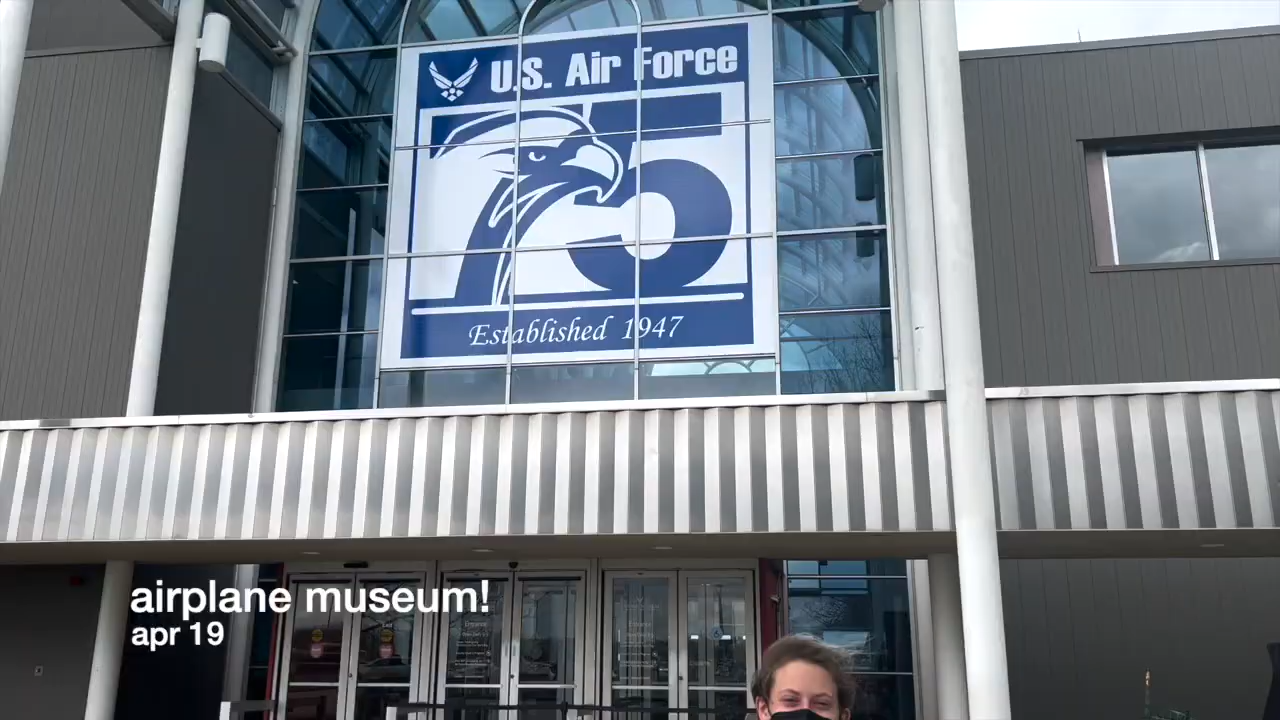 U.S. Air Force
75
Established 1947
airplane museum!
apr 19